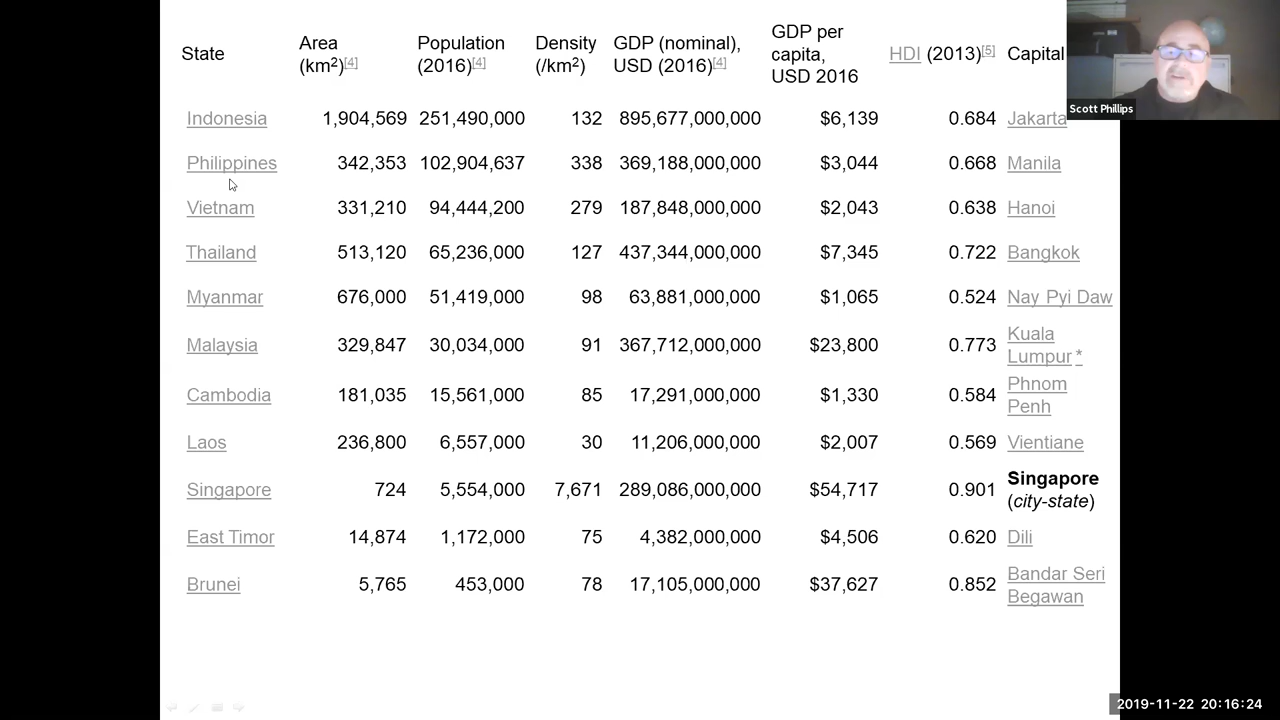 State Area (km²)[4] Population (2016)[4] Density (/km²) GDP (nominal), USD (2016)[4] GDP per capita, USD 2016 HDI (2013)[5] Capital
Scott Phillips
Indonesia 1,904,569 251,490,000 132 895,677,000,000 $6,139 0.684 Jakarta
Philippines 342,353 102,904,637 338 369,188,000,000 $3,044 0.668 Manila
Vietnam 331,210 94,444,200 279 187,848,000,000 $2,043 0.638 Hanoi
Thailand 513,120 65,236,000 127 437,344,000,000 $7,345 0.722 Bangkok
Myanmar 676,000 51,419,000 98 63,881,000,000 $1,065 0.524 Nay Pyi Daw
Malaysia 329,847 30,034,000 91 367,712,000,000 $23,800 0.773 Kuala Lumpur *
Cambodia 181,035 15,561,000 85 17,291,000,000 $1,330 0.584 Phnom Penh
Laos 236,800 6,557,000 30 11,206,000,000 $2,007 0.569 Vientiane
Singapore 724 5,554,000 7,671 289,086,000,000 $54,717 0.901 Singapore (city-state)
East Timor 14,874 1,172,000 75 4,382,000,000 $4,506 0.620 Dili
Brunei 5,765 453,000 78 17,105,000,000 $37,627 0.852 Bandar Seri Begawan
2019-11-22 20:16:24